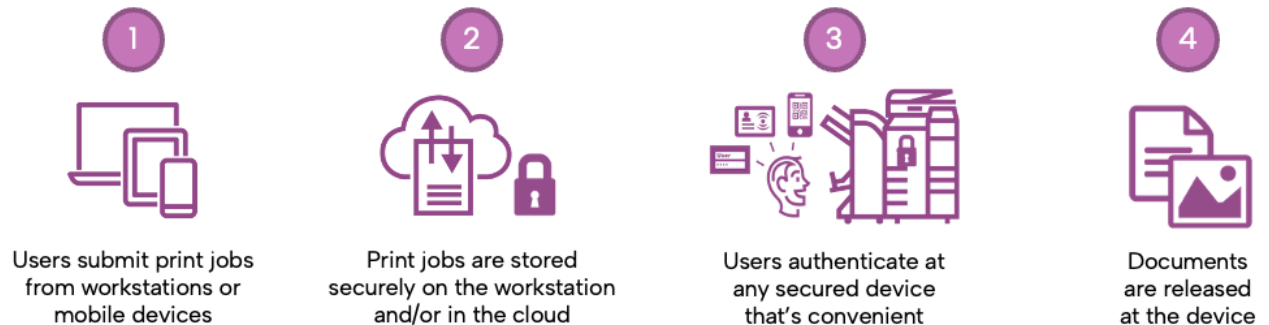 1
Users submit print jobs
from workstations or
mobile devices
2
Print jobs are stored
securely on the workstation
and/or in the cloud
3
User
Users authenticate at
any secured device
that's convenient
4
Documents
are released
at the device